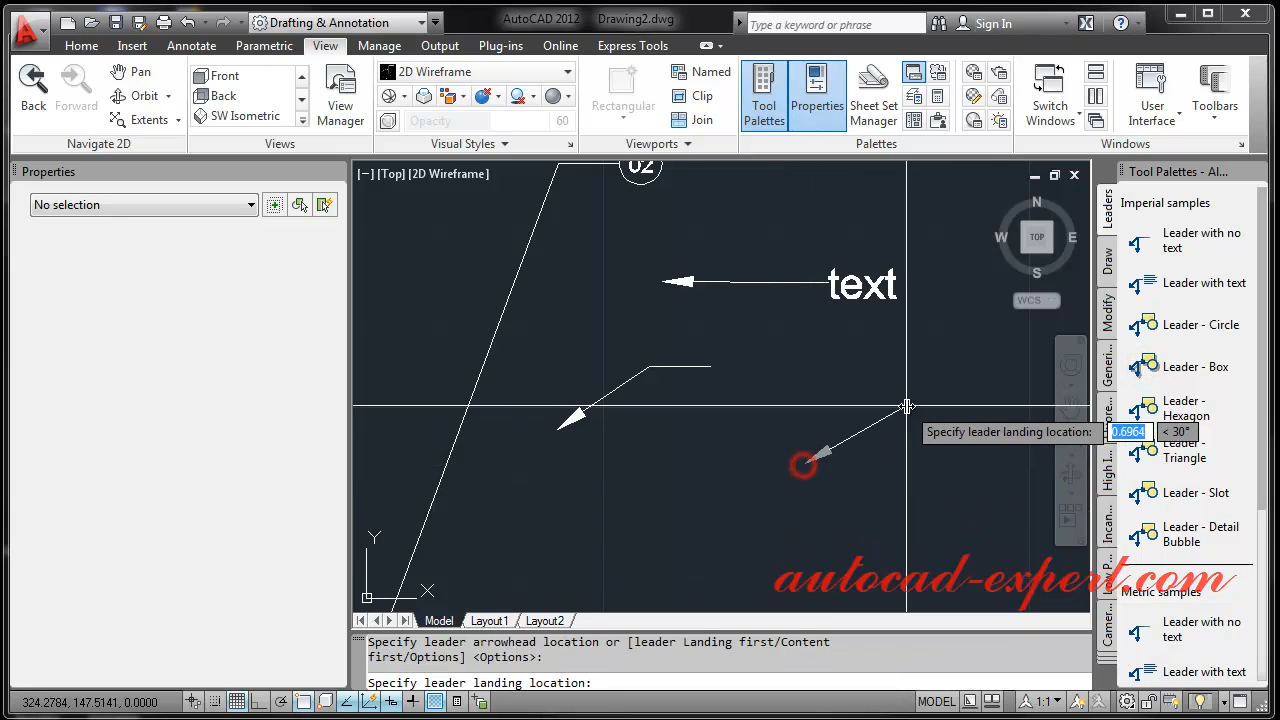 Drafting & Annotation
AutoCAD 2012 Drawing2.dwg
Type a keyword or phrase
Sign In
Home Insert Annotate Parametric View Manage Output Plug-ins Online Express Tools
Back
Forward
Pan
Orbit
Extents
Navigate 2D
Front
Back
SW Isometric
View
Manager
Views
2D Wireframe
Opacity 60
Visual Styles
Rectangular
Named
Clip
Join
Viewports
Tool
Palettes
Properties
Sheet Set
Manager
Palettes
Switch
Windows
User
Interface
Toolbars
Windows
Properties
No selection
[−] [Top] [2D Wireframe]
02
text
N
W TOP E
S
WCS
Specify leader landing location: 0.6964 < 30°
Y
X
autocad-expert.com
Tool Palettes - Al...
Leaders
Draw
Modify
Generi...
High I
Incan...
Low P...
Camer...
Imperial samples
Leader with no
text
Leader with text
Leader - Circle
Leader - Box
Leader -
Hexagon
Leader -
Triangle
Leader - Slot
Leader - Detail
Bubble
Metric samples
Leader with no
text
Leader with text
Model Layout1 Layout2
Specify leader arrowhead location or [leader Landing first/Content
first/Options] <Options>:
Specify leader landing location:
324.2784, 147.5141, 0.0000
MODEL
1:1